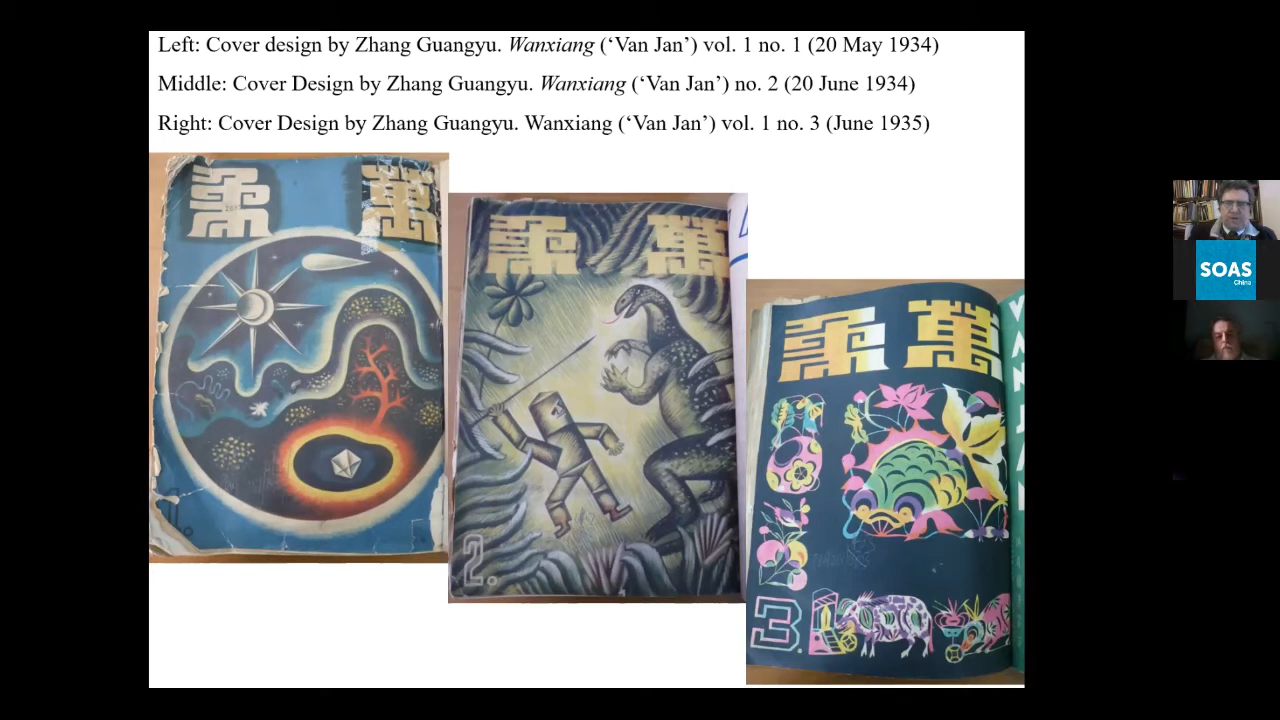 Left: Cover design by Zhang Guangyu. Wanxiang (‘Van Jan’) vol. 1 no. 1 (20 May 1934)
Middle: Cover Design by Zhang Guangyu. Wanxiang (‘Van Jan’) no. 2 (20 June 1934)
Right: Cover Design by Zhang Guangyu. Wanxiang (‘Van Jan’) vol. 1 no. 3 (June 1935)
象 萬
1.
象 萬
2.
象 萬
3.
SOAS
China